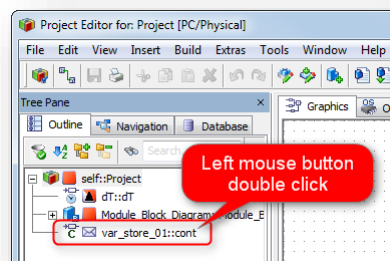 Project Editor for: Project [PC/Physical]
File Edit View Insert Build Extras Tools Window Help
Tree Pane
Graphics
Outline Navigation Database
Search
self::Project
dT::dT
Module_Block_Diagram::Module_B
C var_store_01::cont
Left mouse button
double click